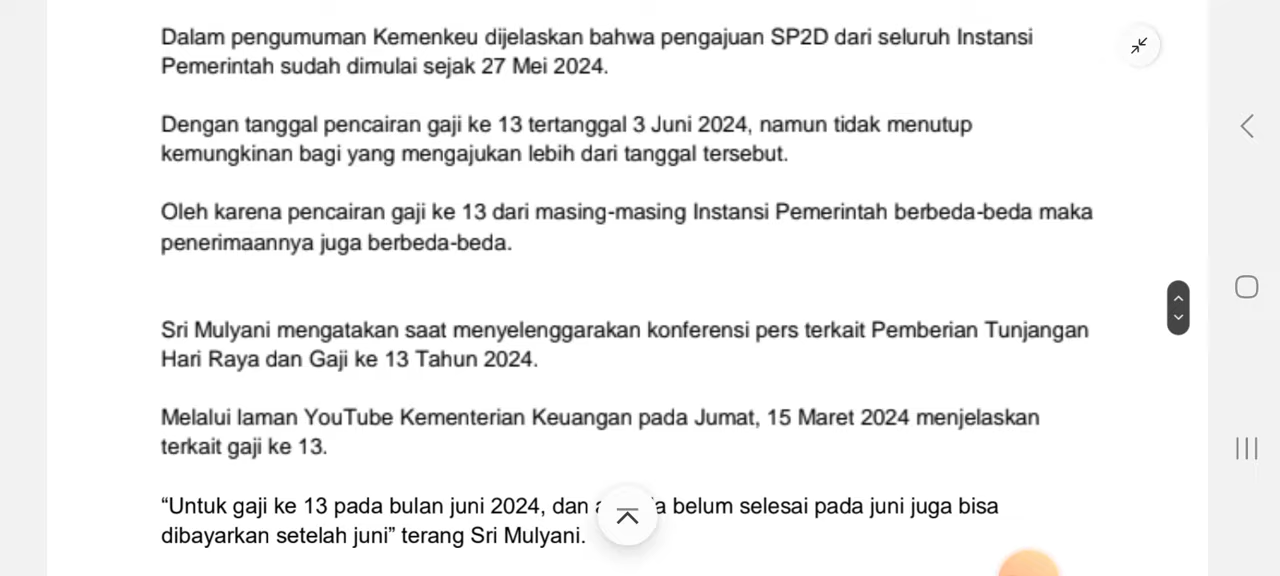 Dalam pengumuman Kemenkeu dijelaskan bahwa pengajuan SP2D dari seluruh Instansi
Pemerintah sudah dimulai sejak 27 Mei 2024.
Dengan tanggal pencairan gaji ke 13 tertanggal 3 Juni 2024, namun tidak menutup
kemungkinan bagi yang mengajukan lebih dari tanggal tersebut.
Oleh karena pencairan gaji ke 13 dari masing-masing Instansi Pemerintah berbeda-beda maka
penerimaannya juga berbeda-beda.
Sri Mulyani mengatakan saat menyelenggarakan konferensi pers terkait Pemberian Tunjangan
Hari Raya dan Gaji ke 13 Tahun 2024.
Melalui laman YouTube Kementerian Keuangan pada Jumat, 15 Maret 2024 menjelaskan
terkait gaji ke 13.
“Untuk gaji ke 13 pada bulan juni 2024, dan belum selesai pada juni juga bisa
dibayarkan setelah juni” terang Sri Mulyani.